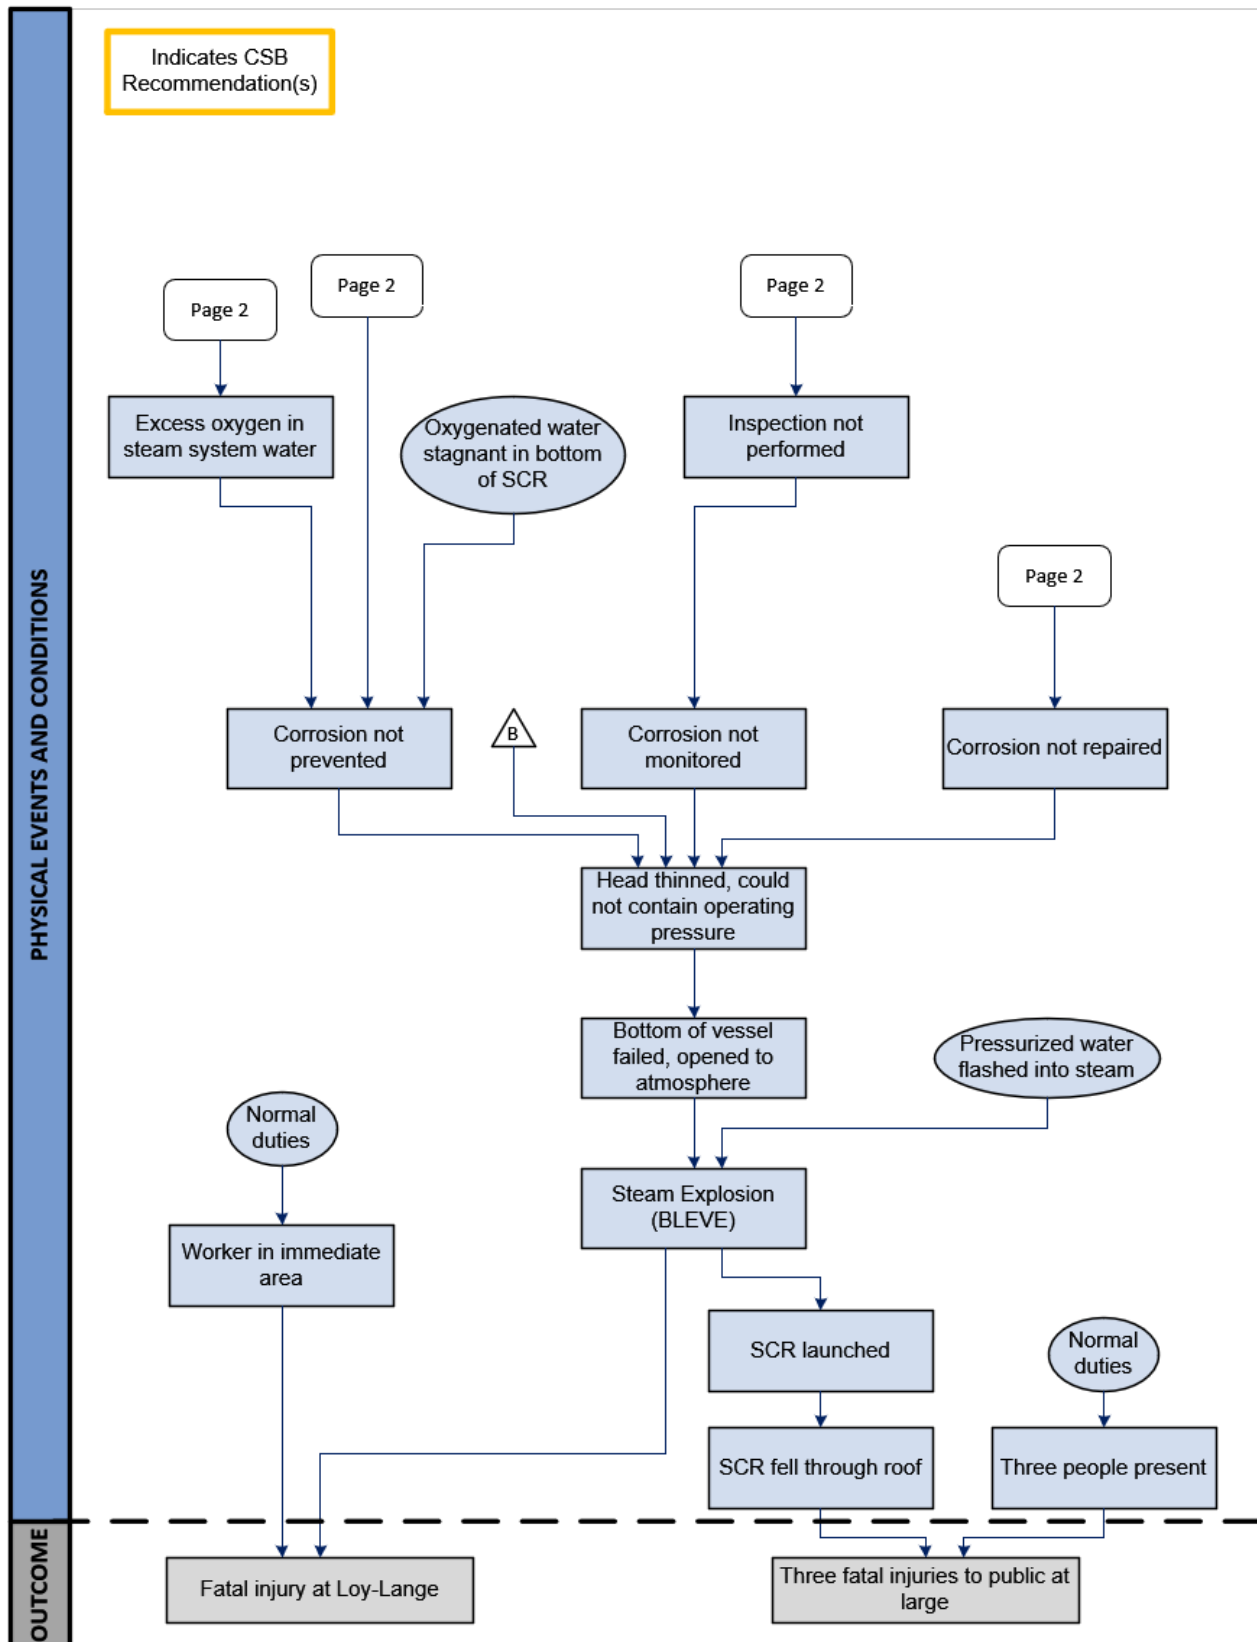 Indicates CSB
Recommendation(s)
Page 2
Page 2
Page 2
Excess oxygen in
steam system water
Oxygenated water
stagnant in bottom
of SCR
Inspection not
performed
Page 2
PHYSICAL EVENTS AND CONDITIONS
Corrosion not
prevented
B
Corrosion not
monitored
Corrosion not repaired
Head thinned, could
not contain operating
pressure
Bottom of vessel
failed, opened to
atmosphere
Pressurized water
flashed into steam
Normal
duties
Steam Explosion
(BLEVE)
Worker in immediate
area
SCR launched
Normal
duties
SCR fell through roof
Three people present
OUTCOME
Fatal injury at Loy-Lange
Three fatal injuries to public at
large